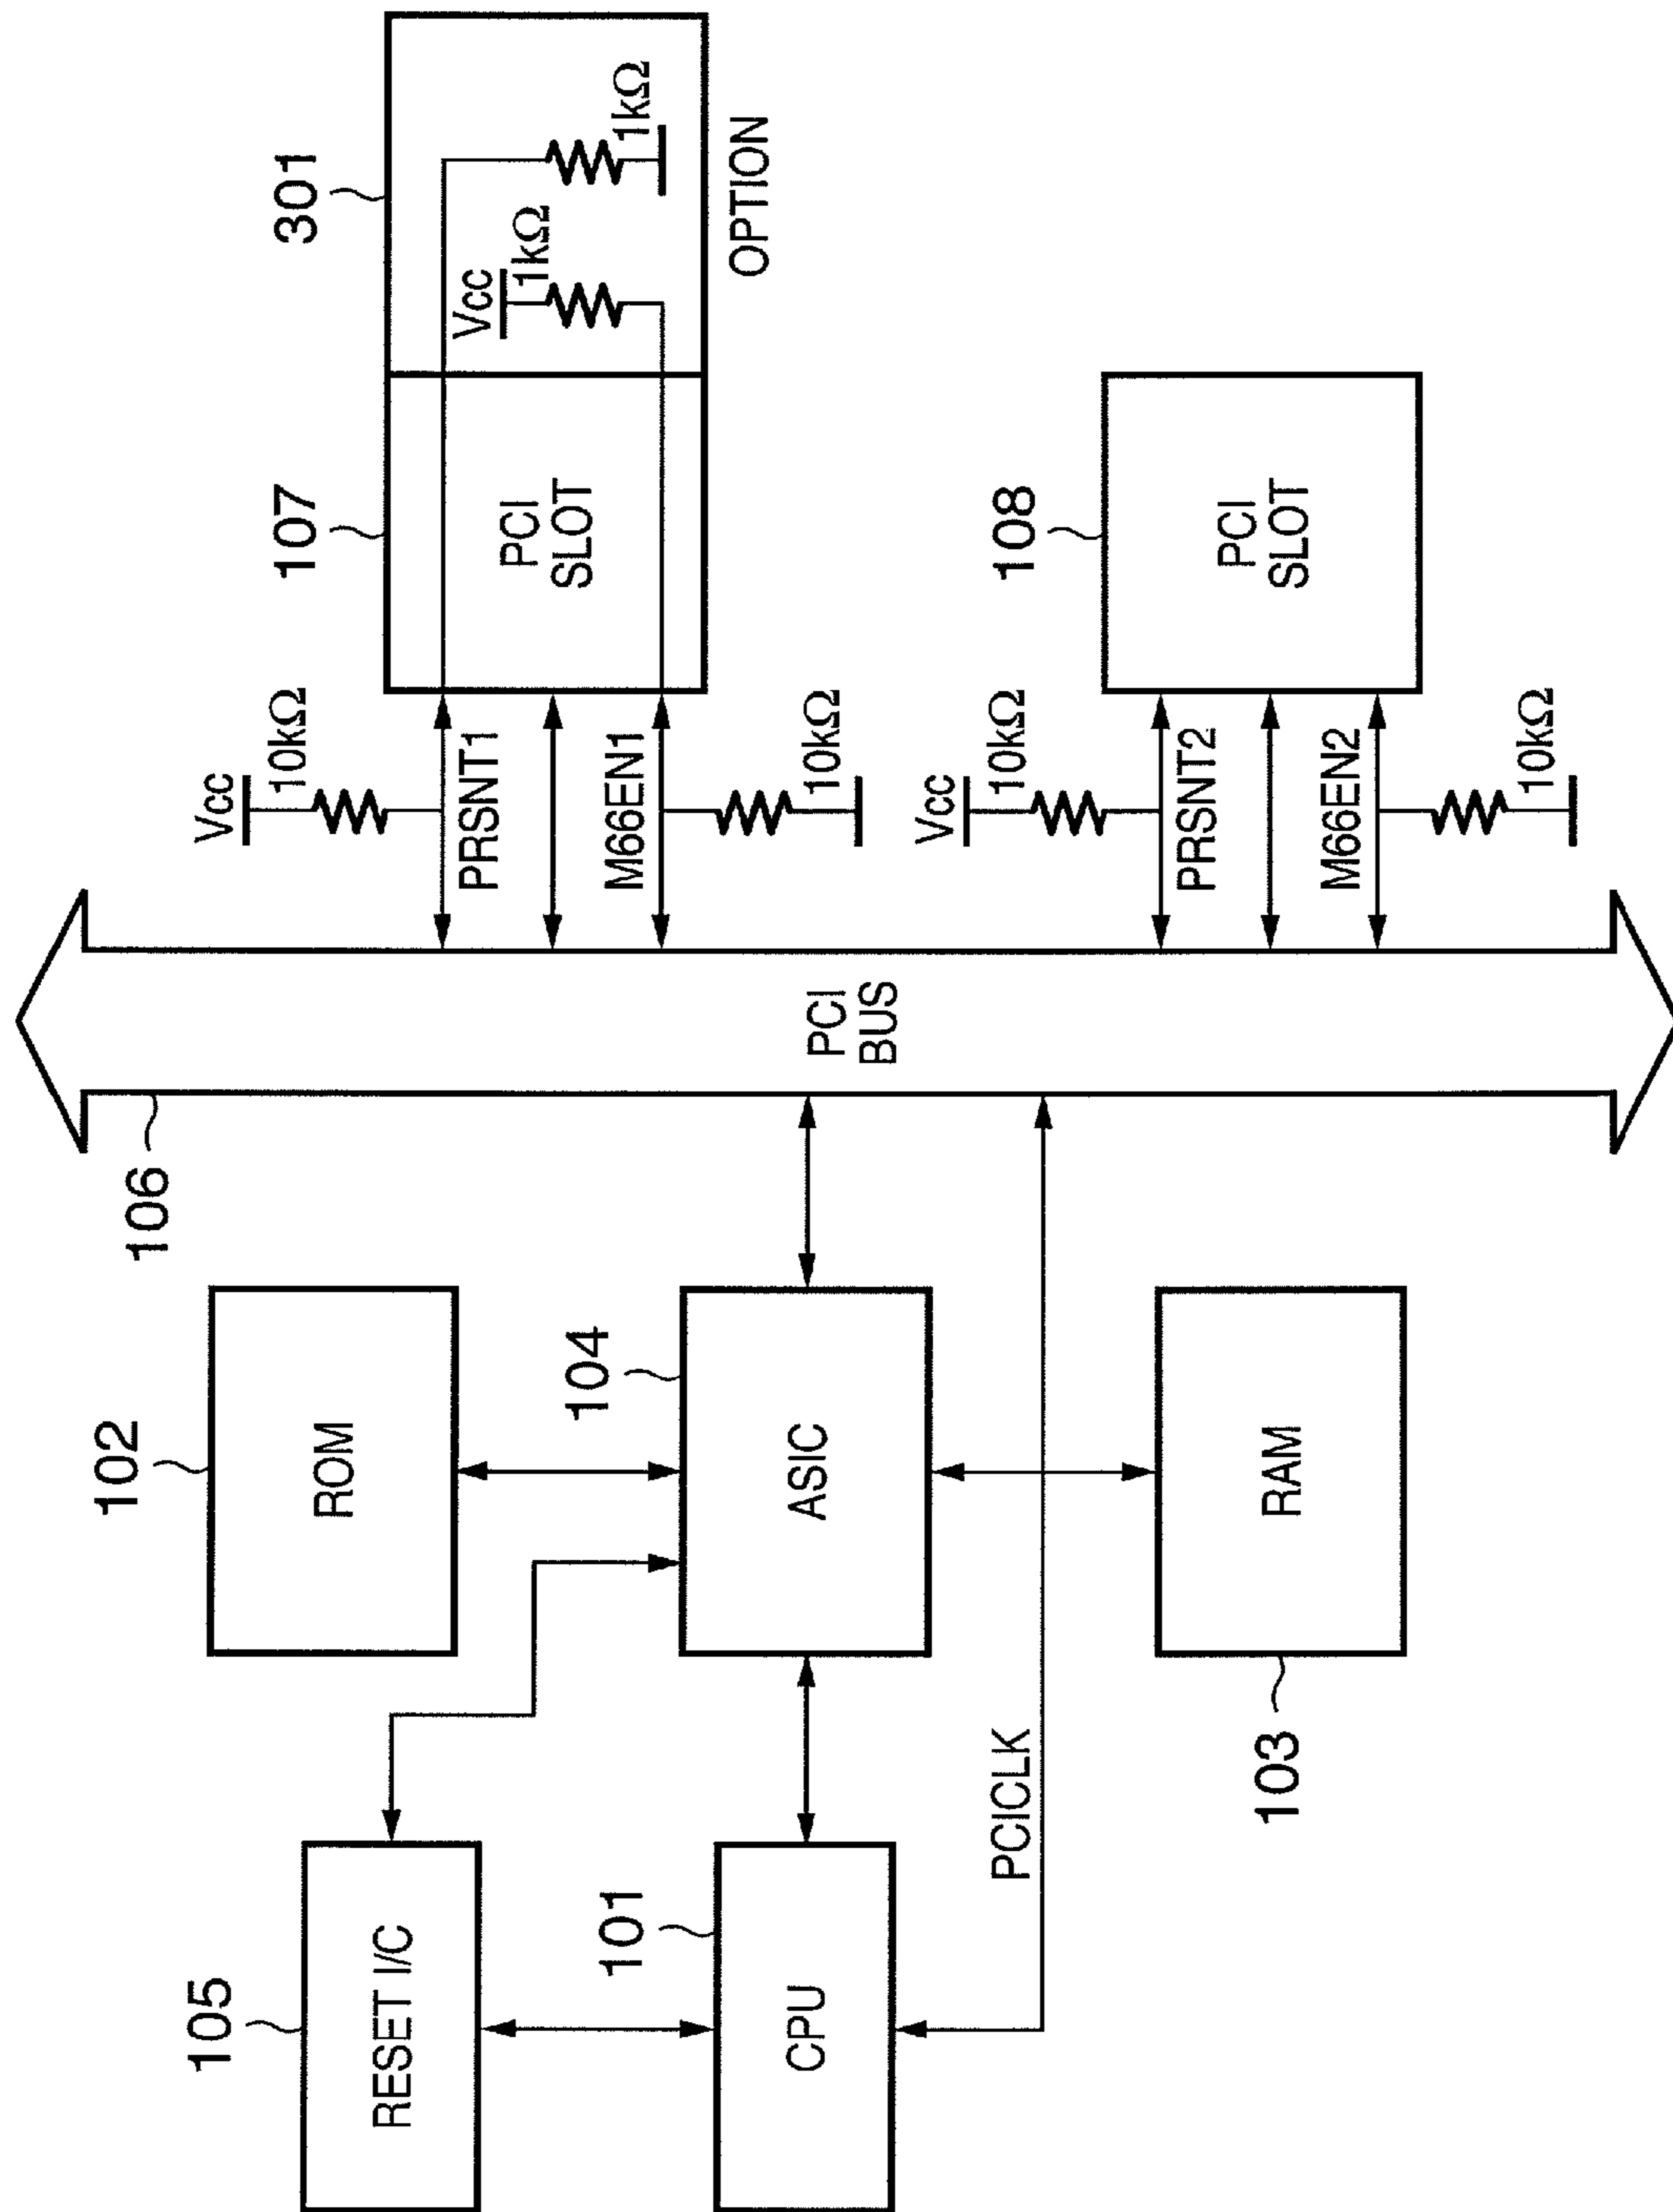 105
RESET I/C
101
CPU
PCICLK
102
ROM
104
ASIC
103
RAM
106
PCI
BUS
Vcc
10kΩ
PRSNT1
M66EN1
10kΩ
Vcc
10kΩ
PRSNT2
M66EN2
10kΩ
107
PCI
SLOT
108
PCI
SLOT
301
Vcc
1kΩ
1kΩ
OPTION